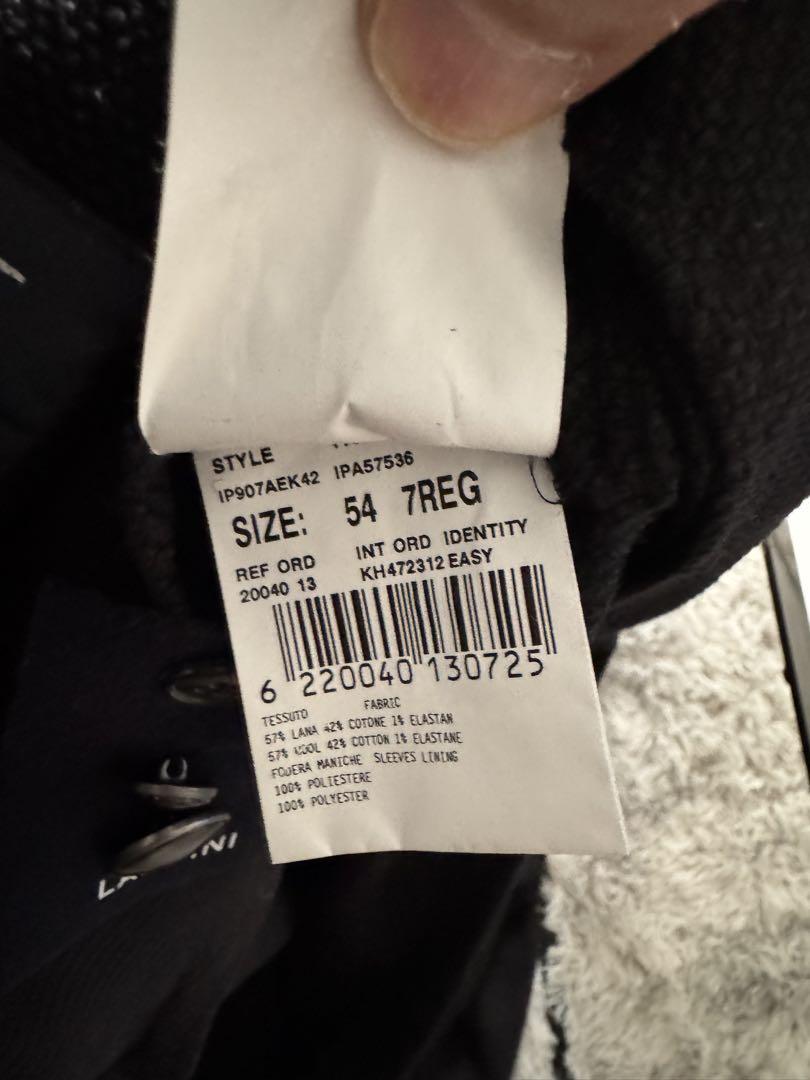 STYLE
IP907AEK42 IPA57536
SIZE: 54 7REG
REF ORD INT ORD IDENTITY
20040 13 KH472312 EASY
6 220040 130725
TESSUTO FABRIC
57% LANA 42% COTONE 1% ELASTAN
57% WOOL 42% COTTON 1% ELASTANE
FODERA MANICHE SLEEVES LINING
100% POLIESTERE
100% POLYESTER